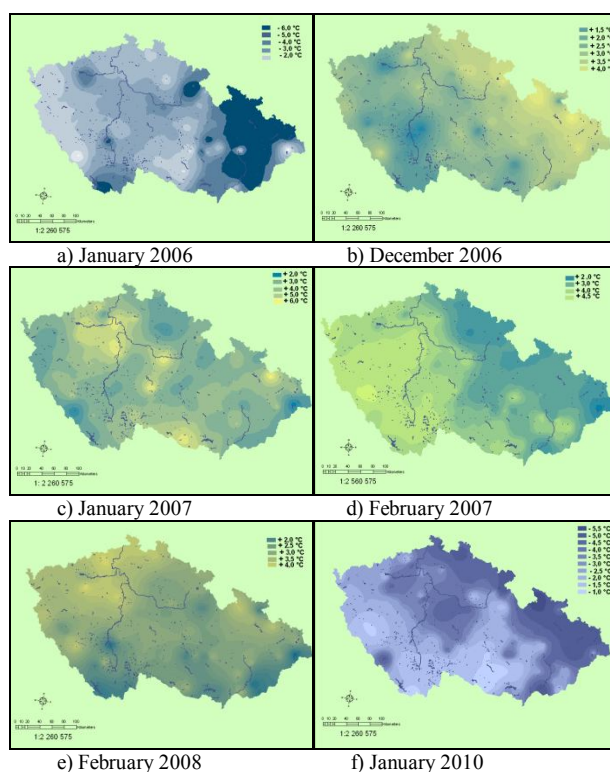 - 6,0 °C
- 5,0 °C
- 4,0 °C
- 3,0 °C
- 2,0 °C
1:2 260 575
a) January 2006
+ 1,5 °C
+ 2,0 °C
+ 2,5 °C
+ 3,0 °C
+ 3,5 °C
+ 4,0 °C
1:2 260 575
b) December 2006
+ 2,0 °C
+ 3,0 °C
+ 4,0 °C
+ 5,0 °C
+ 6,0 °C
1: 2 260 575
c) January 2007
+ 2,0 °C
+ 3,0 °C
+ 4,0 °C
+ 4,5 °C
1:2 560 575
d) February 2007
+ 2,0 °C
+ 2,5 °C
+ 3,0 °C
+ 3,5 °C
+ 4,0 °C
1:2 260 575
e) February 2008
- 5,5 °C
- 5,0 °C
- 4,5 °C
- 4,0 °C
- 3,5 °C
- 3,0 °C
- 2,5 °C
- 2,0 °C
- 1,5 °C
- 1,0 °C
1:2 260 575
f) January 2010